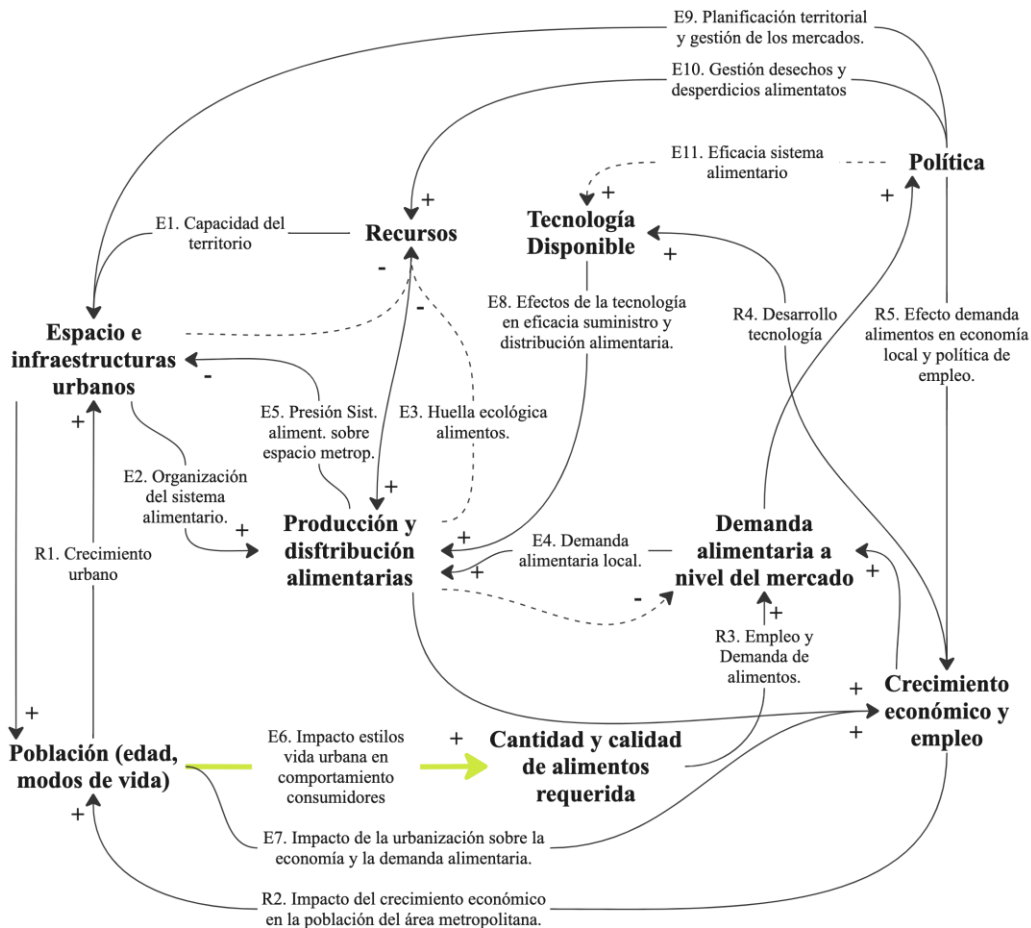 E9. Planificación territorial
y gestión de los mercados.
E10. Gestión desechos y
desperdicios alimentatos
E11. Eficacia sistema
alimentario
Política
+
+
+
E1. Capacidad del
territorio
Recursos
Tecnología
Disponible
+
-
-
E8. Efectos de la tecnología
en eficacia suministro y
distribución alimentaria.
R4. Desarrollo
tecnología
R5. Efecto demanda
alimentos en economía
local y política de
empleo.
Espacio e
infraestructuras
urbanos
-
+
E5. Presión Sist.
aliment. sobre
espacio metrop.
E3. Huella ecológica
alimentos.
E2. Organización
del sistema
alimentario.
+
+
Producción y
disftribución
alimentarias
+
+
E4. Demanda
alimentaria local.
Demanda
alimentaria a
nivel del mercado
+
-
+
R1. Crecimiento
urbano
R3. Empleo y
Demanda de
alimentos.
+
+
Crecimiento
económico y
empleo
+
Población (edad,
modos de vida)
+
E6. Impacto estilos
vida urbana en
comportamiento
consumidores
+
Cantidad y calidad
de alimentos
requerida
E7. Impacto de la urbanización sobre la
economía y la demanda alimentaria.
R2. Impacto del crecimiento económico
en la población del área metropolitana.